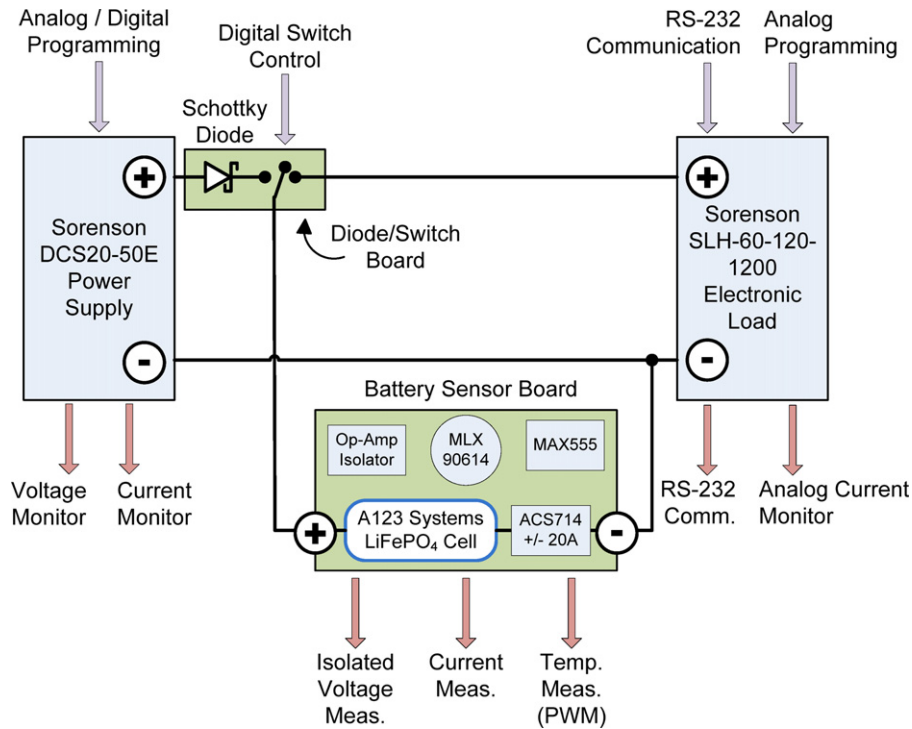 Analog / Digital
Programming
Digital Switch
Control
RS-232
Communication
Analog
Programming
Schottky
Diode
+
Sorenson
DCS20-50E
Power
Supply
-
Diode/Switch
Board
+
Sorenson
SLH-60-120-
1200
Electronic
Load
-
Battery Sensor Board
Op-Amp
Isolator
MLX
90614
MAX555
+
A123 Systems
LiFePO₄ Cell
ACS714
+/- 20A
-
Voltage
Monitor
Current
Monitor
RS-232
Comm.
Analog Current
Monitor
Isolated
Voltage
Meas.
Current
Meas.
Temp.
Meas.
(PWM)